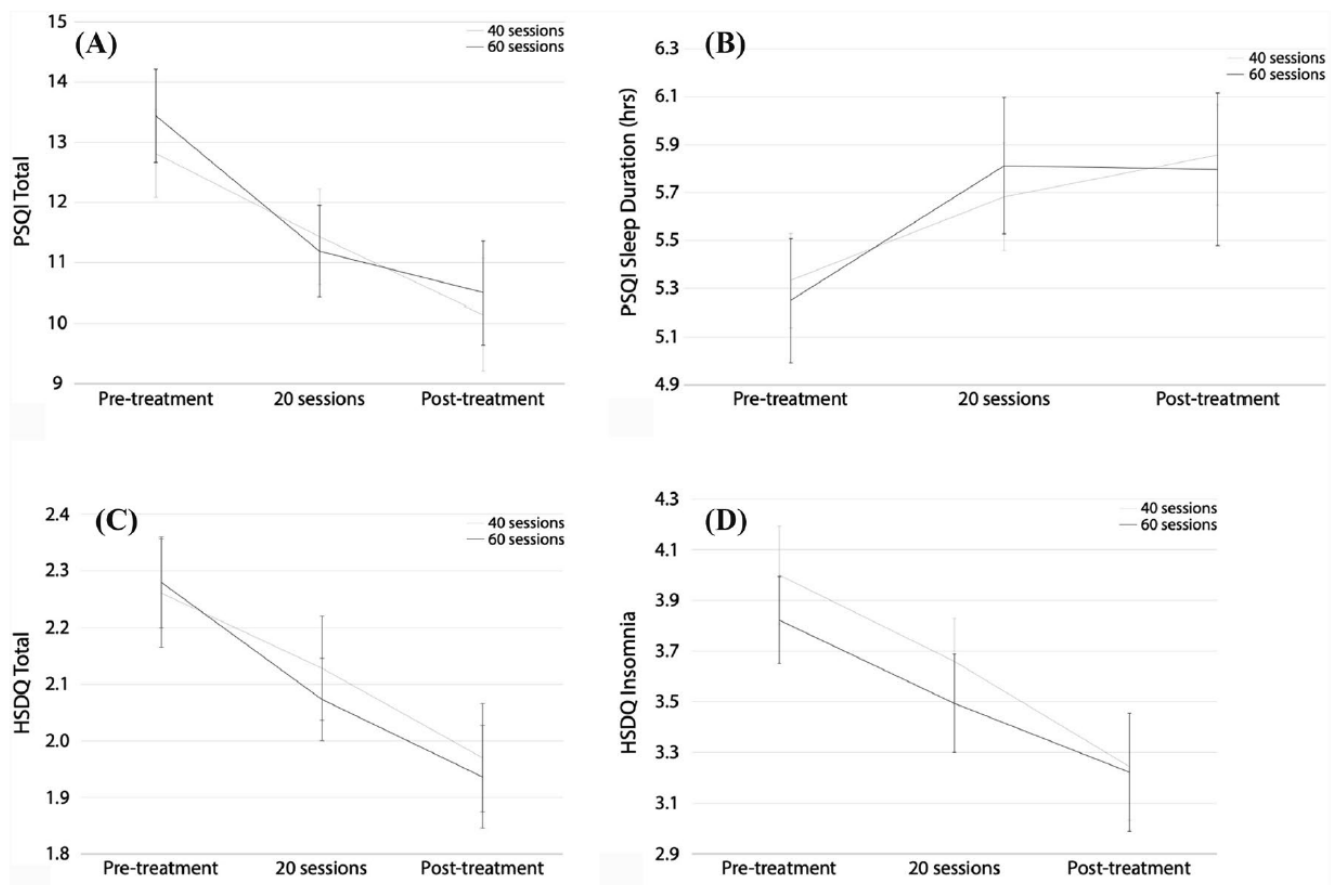 (A)
40 sessions
60 sessions
PSQI Total
15
14
13
12
11
10
9
Pre-treatment 20 sessions Post-treatment
(B)
40 sessions
60 sessions
PSQI Sleep Duration (hrs)
6.3
6.1
5.9
5.7
5.5
5.3
5.1
4.9
Pre-treatment 20 sessions Post-treatment
(C)
40 sessions
60 sessions
HSDQ Total
2.4
2.3
2.2
2.1
2.0
1.9
1.8
Pre-treatment 20 sessions Post-treatment
(D)
40 sessions
60 sessions
HSDQ Insomnia
4.3
4.1
3.9
3.7
3.5
3.3
3.1
2.9
Pre-treatment 20 sessions Post-treatment